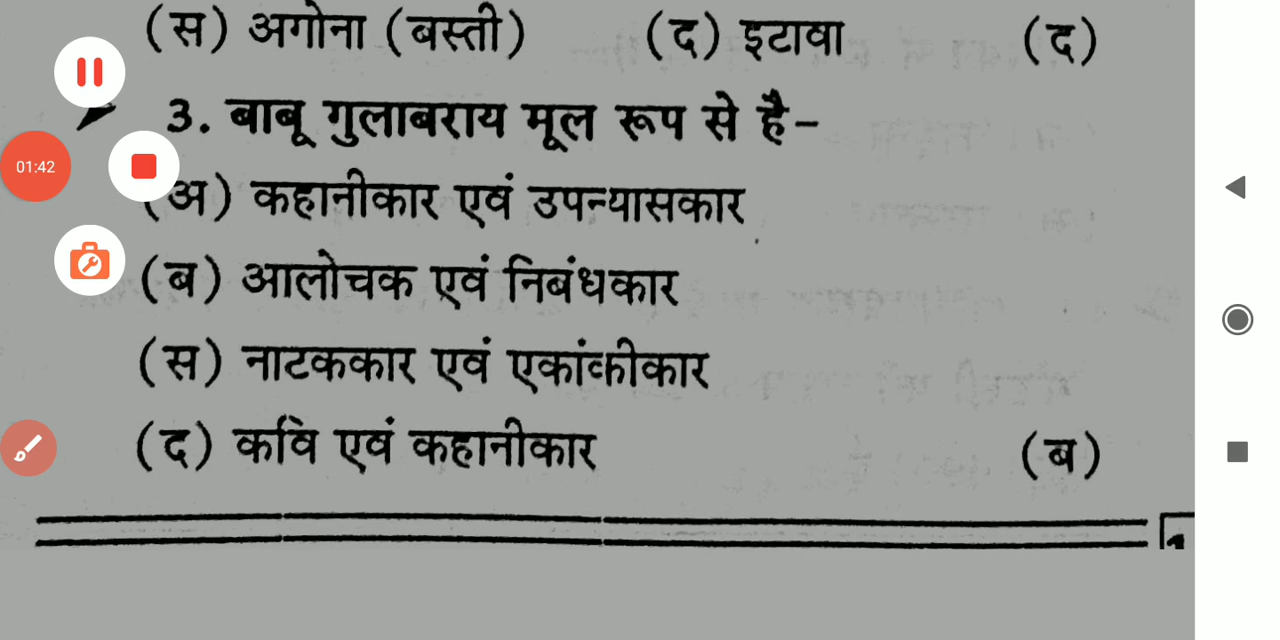 (स) अगोना (बस्ती) (द) इटावा (द)
3. बाबू गुलाबराय मूल रूप से है-
(अ) कहानीकार एवं उपन्यासकार
(ब) आलोचक एवं निबंधकार
(स) नाटककार एवं एकांकीकार
(द) कवि एवं कहानीकार (ब)
01:42